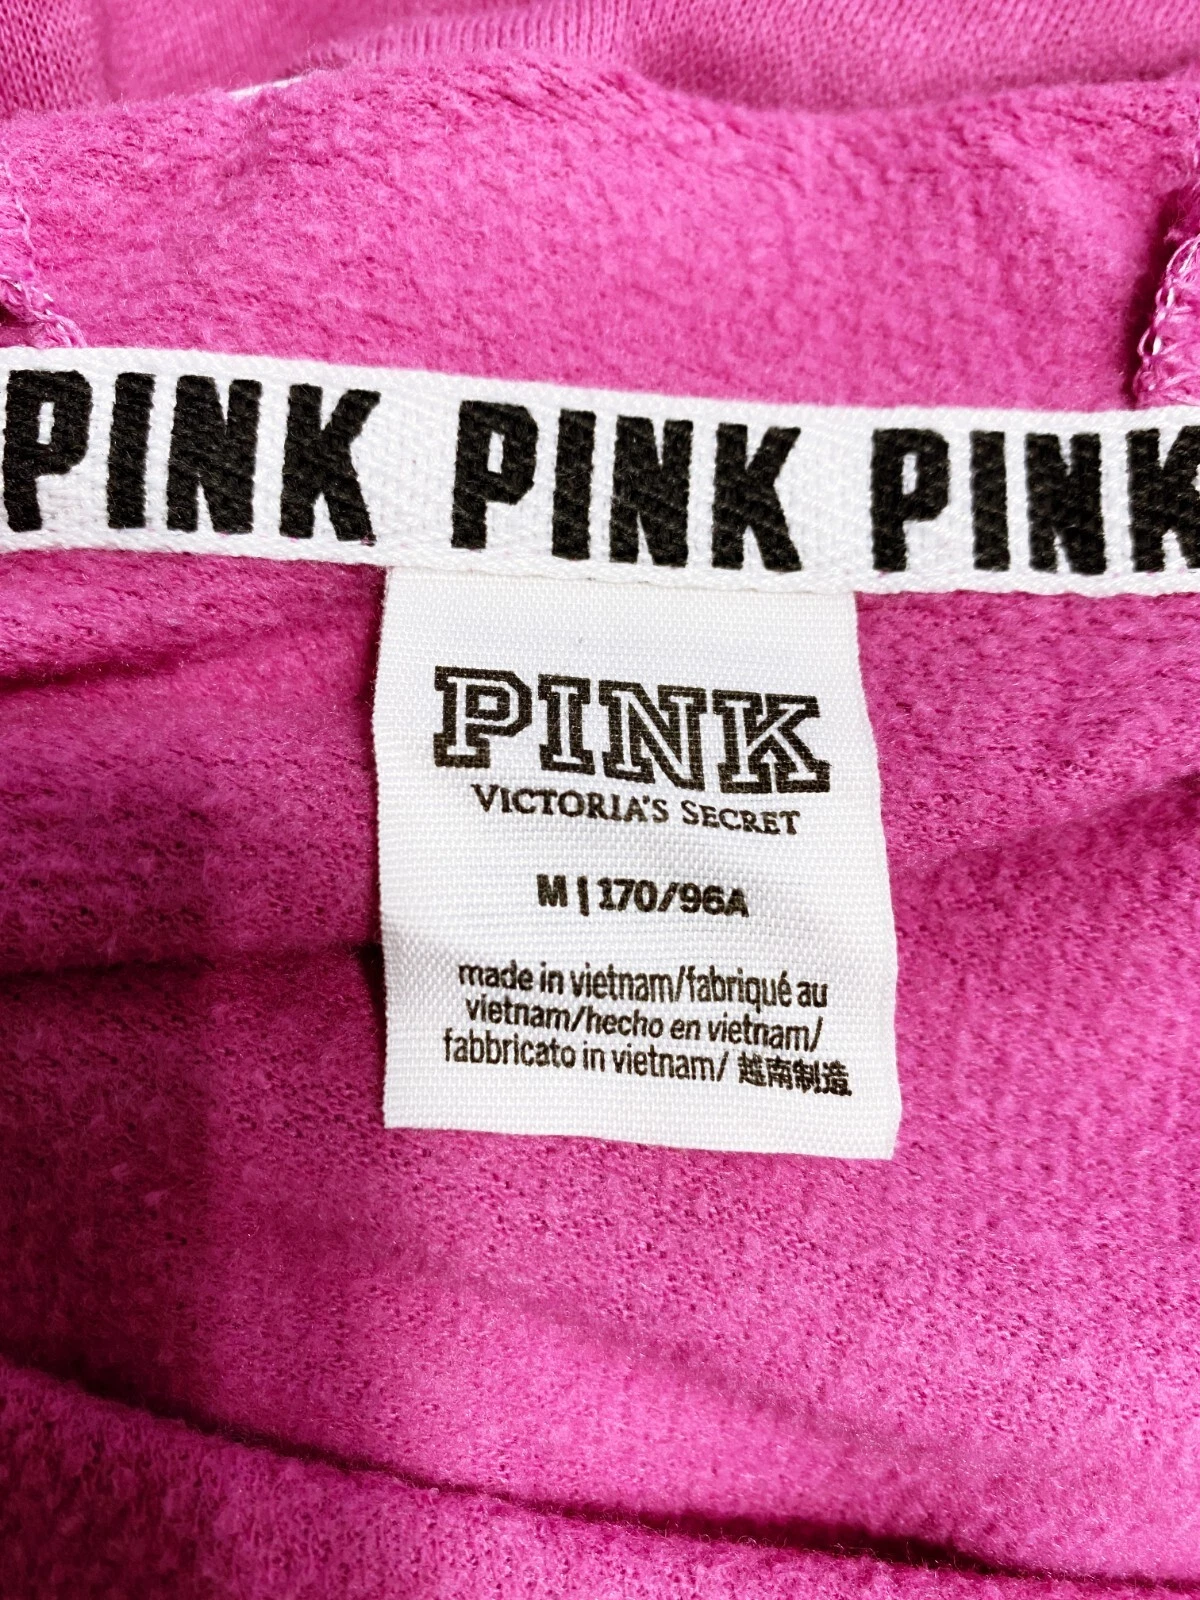 PINK PINK PINK
PINK
VICTORIA'S SECRET
M | 170/96A
made in vietnam/fabriqué au
vietnam/hecho en vietnam/
fabbricato in vietnam/ 越南制造